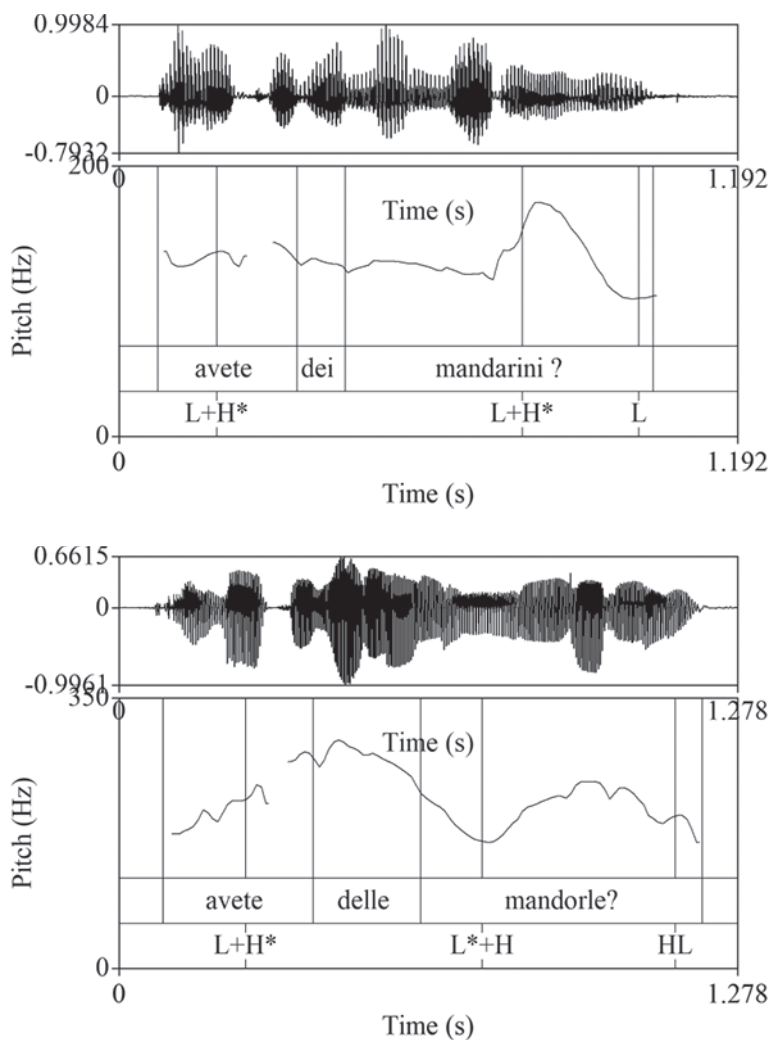 0.9984
0
-0.7932
200
0
1.192
Time (s)
Pitch (Hz)
avete dei mandarini ?
L+H* L+H* L
0
0
1.192
Time (s)
0.6615
0
-0.9961
350
0
1.278
Time (s)
Pitch (Hz)
avete delle mandorle?
L+H* L*+H HL
0
0
1.278
Time (s)